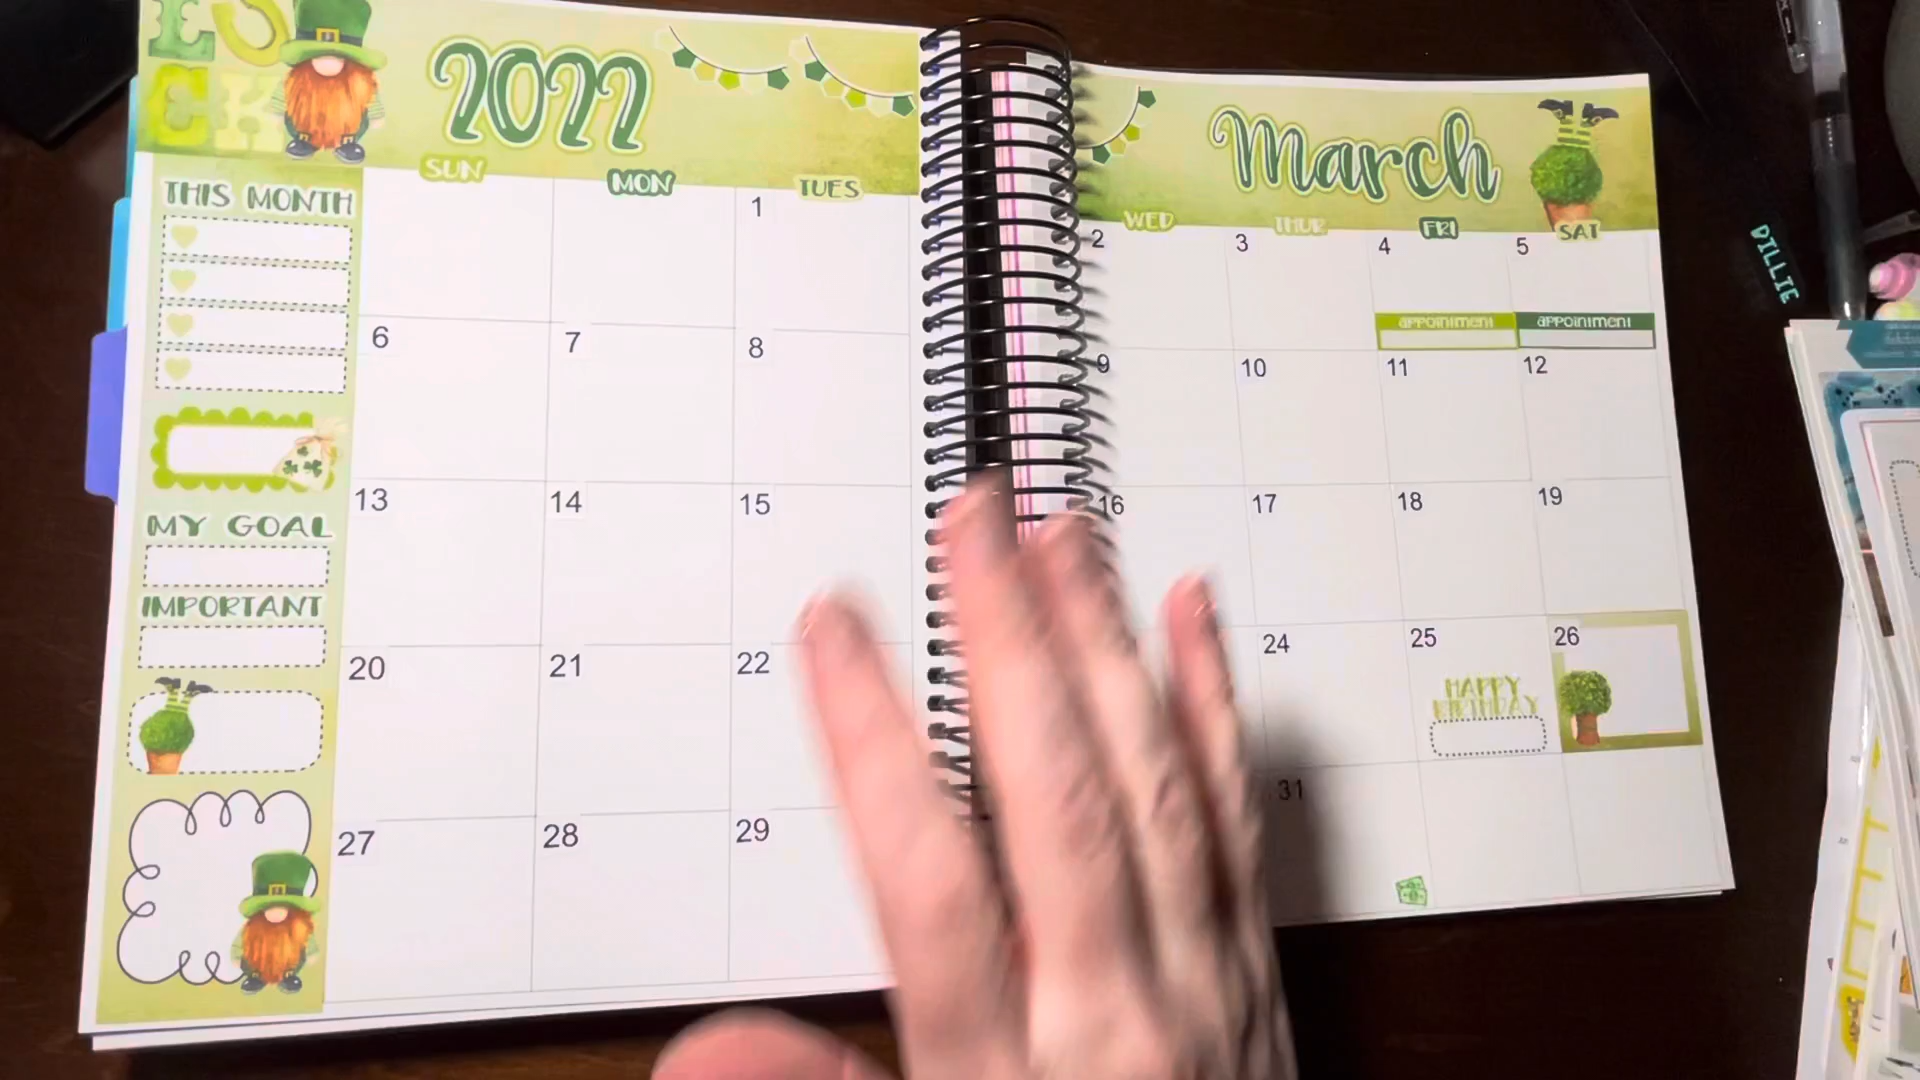 LUCK
2022
March
SUN MON TUES WED THUR FRI SAT
THIS MONTH
1 2 3 4 5
appointment appointment
6 7 8 9 10 11 12
13 14 15 16 17 18 19
MY GOAL
IMPORTANT
20 21 22 24 25 26
HAPPY
BIRTHDAY
27 28 29 31
DILLIE